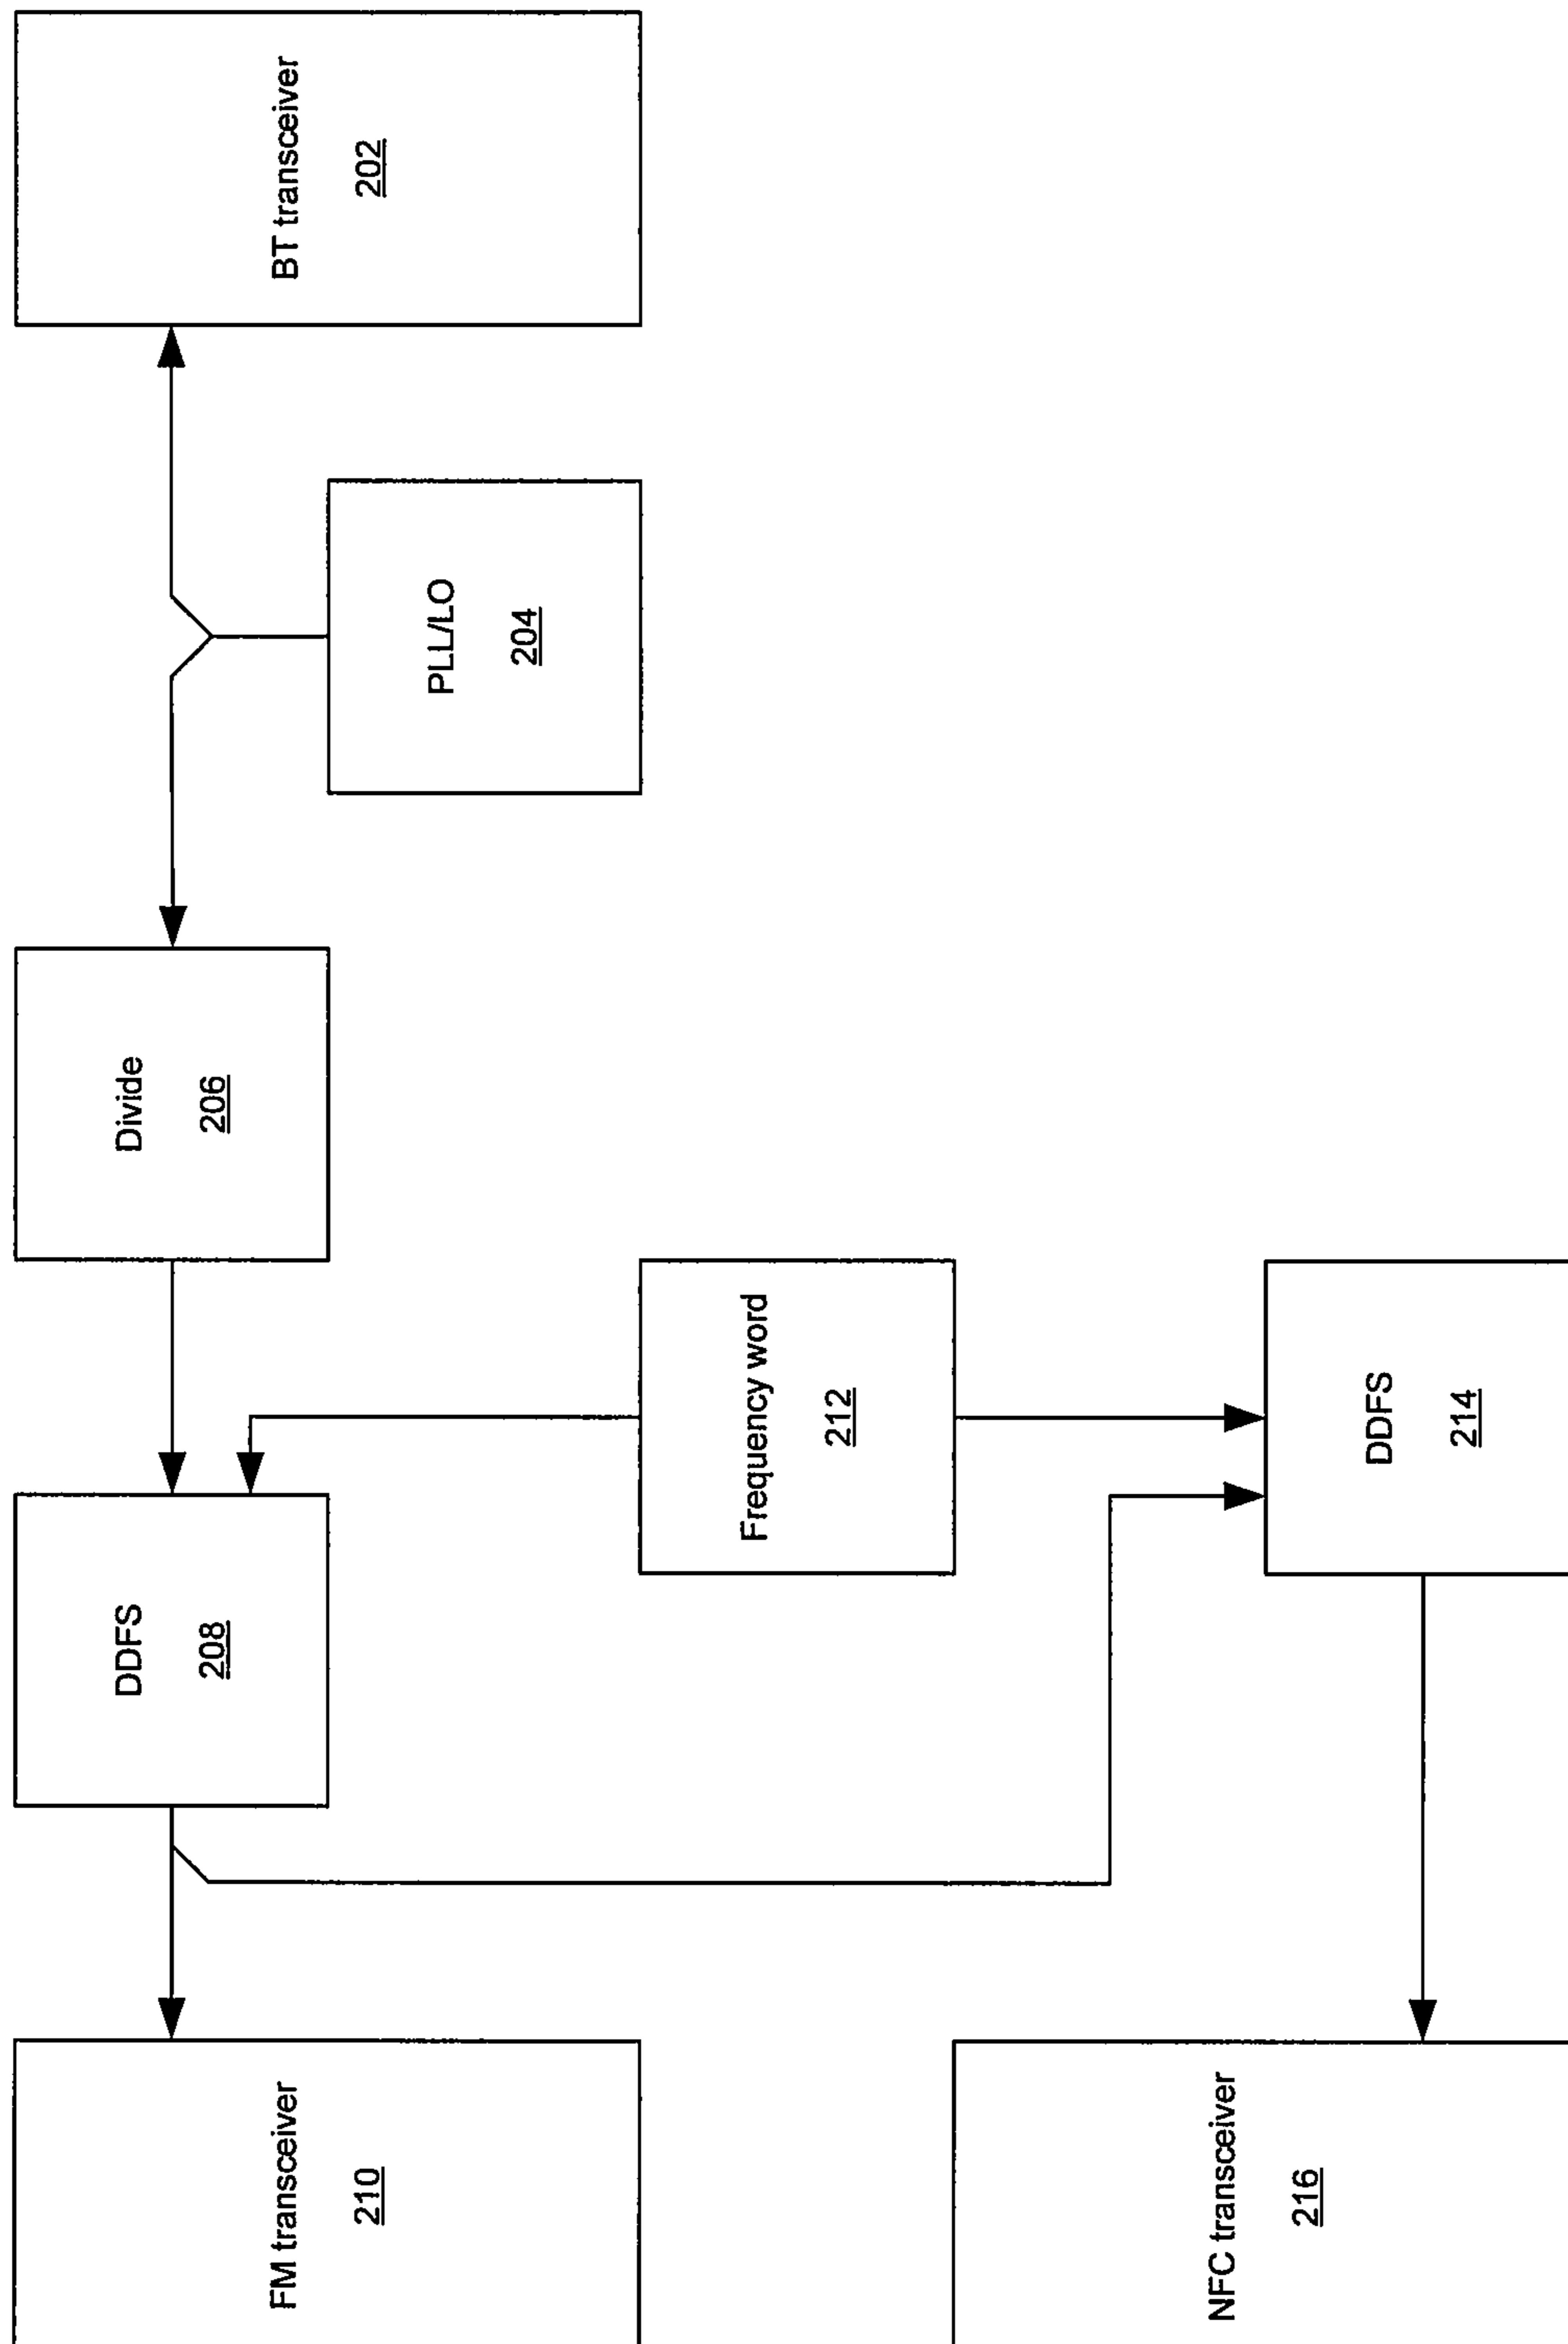 FM transceiver
210
DDFS
208
Divide
206
PLL/LO
204
BT transceiver
202
Frequency word
212
NFC transceiver
216
DDFS
214